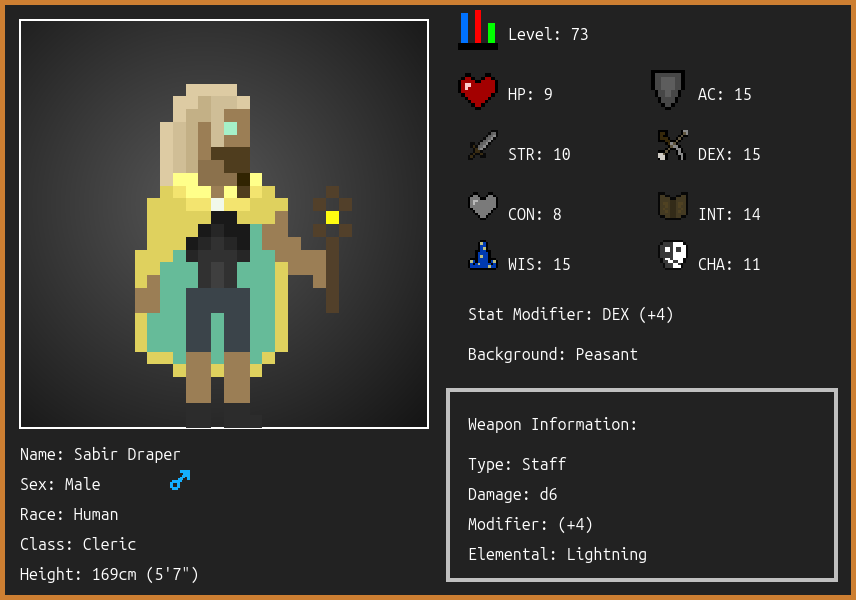 Level: 73
HP: 9
AC: 15
STR: 10
DEX: 15
CON: 8
INT: 14
WIS: 15
CHA: 11
Stat Modifier: DEX (+4)
Background: Peasant
Weapon Information:
Type: Staff
Damage: d6
Modifier: (+4)
Elemental: Lightning
Name: Sabir Draper
Sex: Male
Race: Human
Class: Cleric
Height: 169cm (5'7")